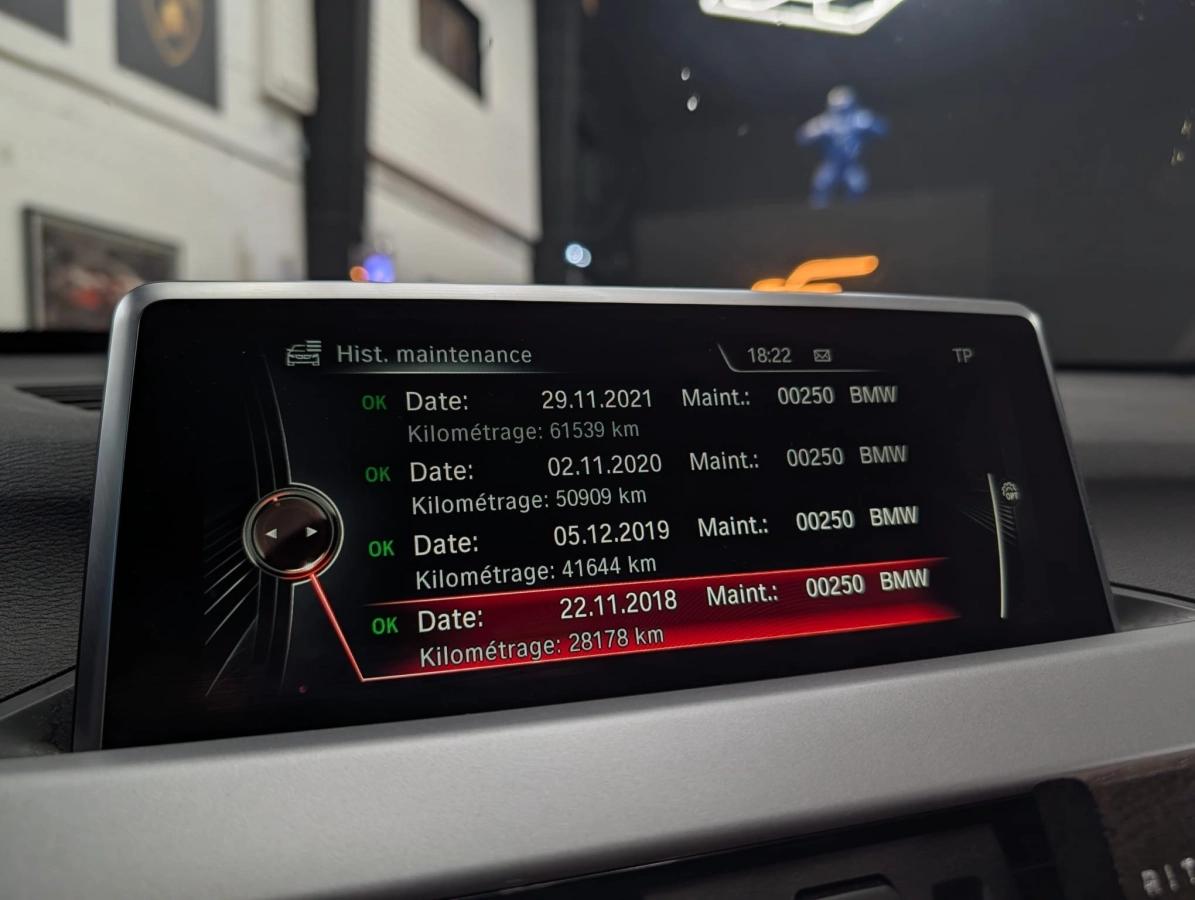 Hist. maintenance 18:22 TP
OK Date: 29.11.2021 Maint.: 00250 BMW
Kilométrage: 61539 km
OK Date: 02.11.2020 Maint.: 00250 BMW
Kilométrage: 50909 km
OK Date: 05.12.2019 Maint.: 00250 BMW
Kilométrage: 41644 km
OK Date: 22.11.2018 Maint.: 00250 BMW
Kilométrage: 28178 km
OFF